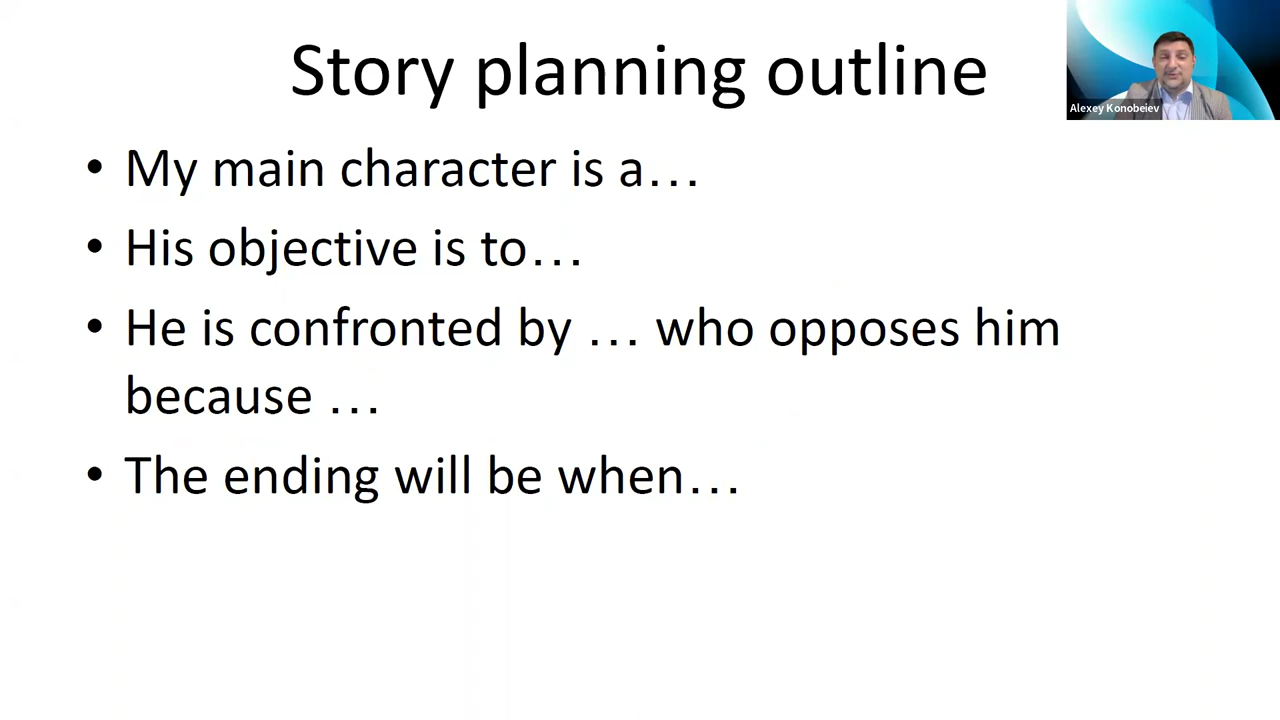 Story planning outline
Alexey Konobeiev
• My main character is a…
• His objective is to…
• He is confronted by … who opposes him
because …
• The ending will be when…